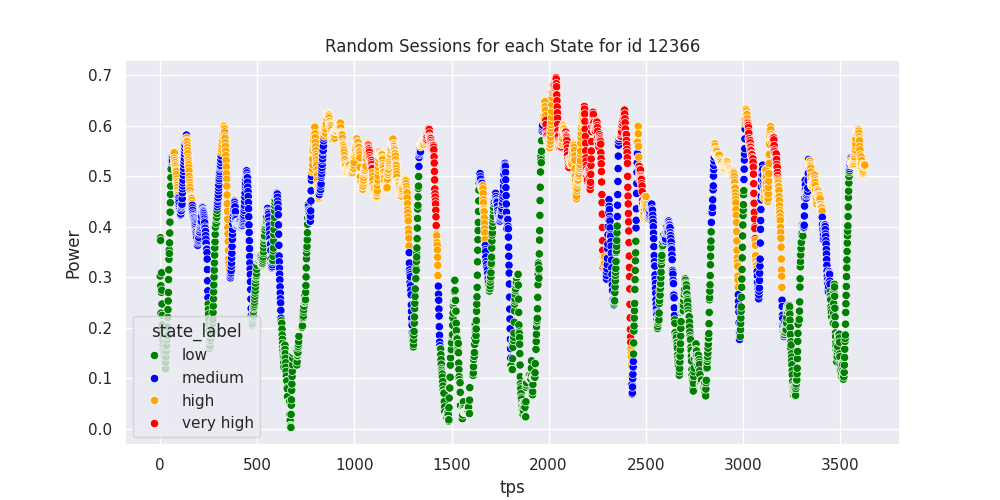 Random Sessions for each State for id 12366
Power
0.7
0.6
0.5
0.4
0.3
0.2
0.1
0.0
state_label
low
medium
high
very high
0 500 1000 1500 2000 2500 3000 3500
tps